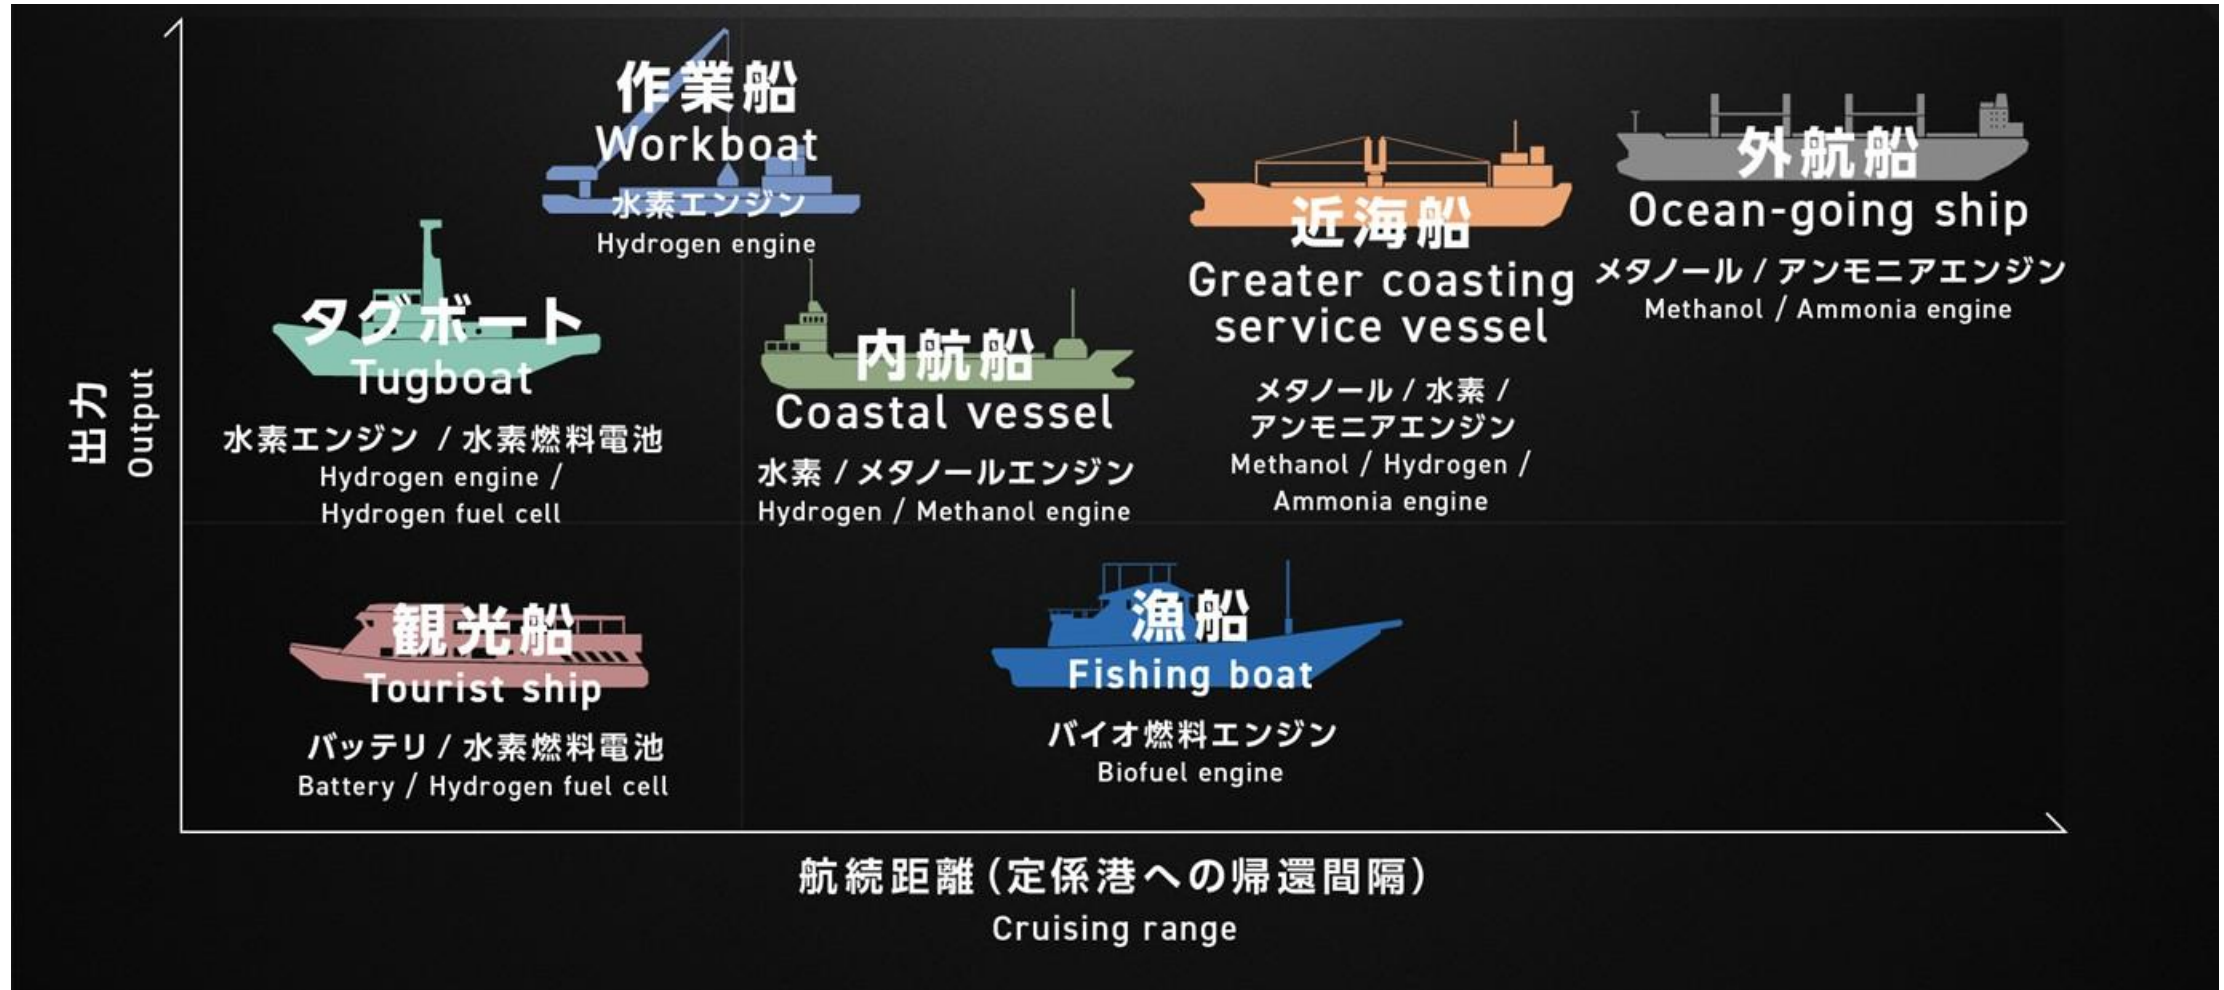 作業船
Workboat
水素エンジン
Hydrogen engine
外航船
Ocean-going ship
メタノール / アンモニアエンジン
Methanol / Ammonia engine
近海船
Greater coasting
service vessel
メタノール / 水素 /
アンモニアエンジン
Methanol / Hydrogen /
Ammonia engine
タグボート
Tugboat
水素エンジン / 水素燃料電池
Hydrogen engine /
Hydrogen fuel cell
内航船
Coastal vessel
水素 / メタノールエンジン
Hydrogen / Methanol engine
出力
Output
観光船
Tourist ship
バッテリ / 水素燃料電池
Battery / Hydrogen fuel cell
漁船
Fishing boat
バイオ燃料エンジン
Biofuel engine
航続距離(定係港への帰還間隔)
Cruising range